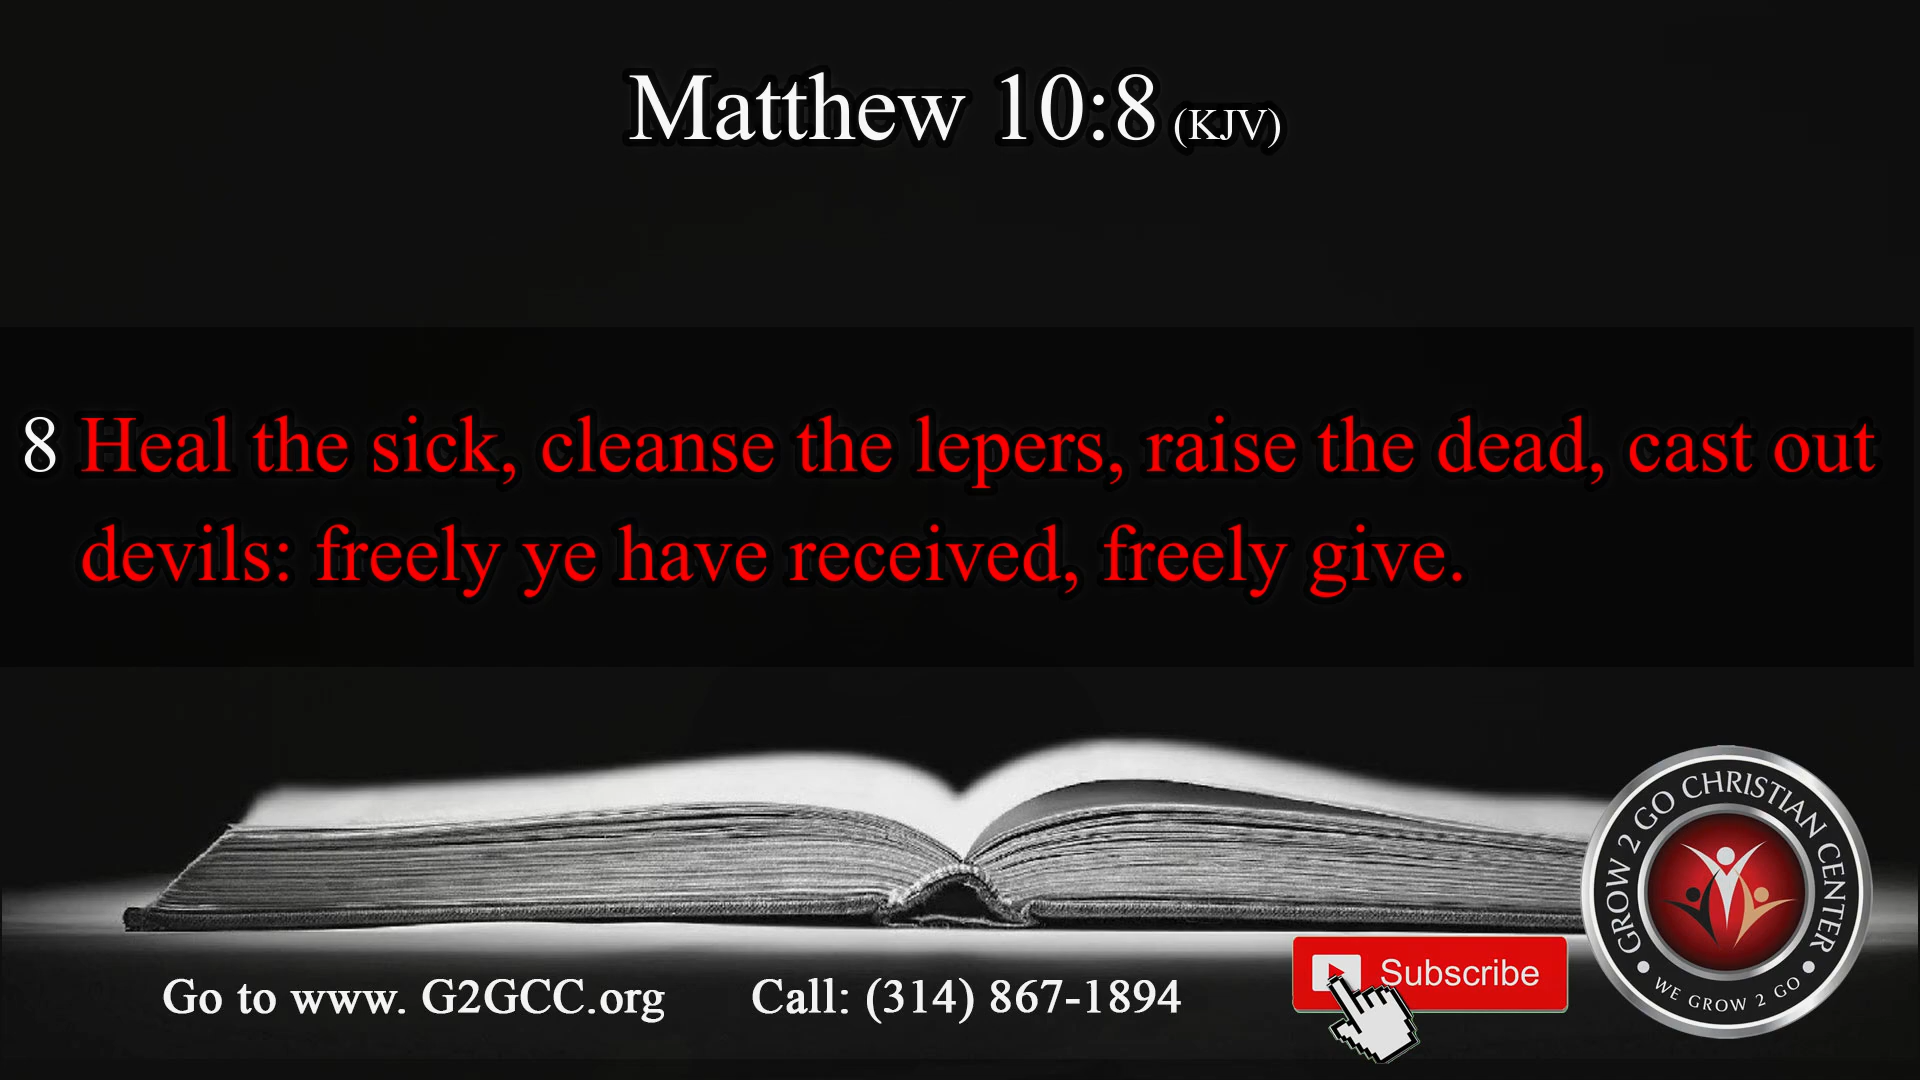 Matthew 10:8 (KJV)
8 Heal the sick, cleanse the lepers, raise the dead, cast out
devils: freely ye have received, freely give.
Go to www. G2GCC.org
Call: (314) 867-1894
Subscribe
GROW 2 GO CHRISTIAN CENTER
• WE GROW 2 GO •